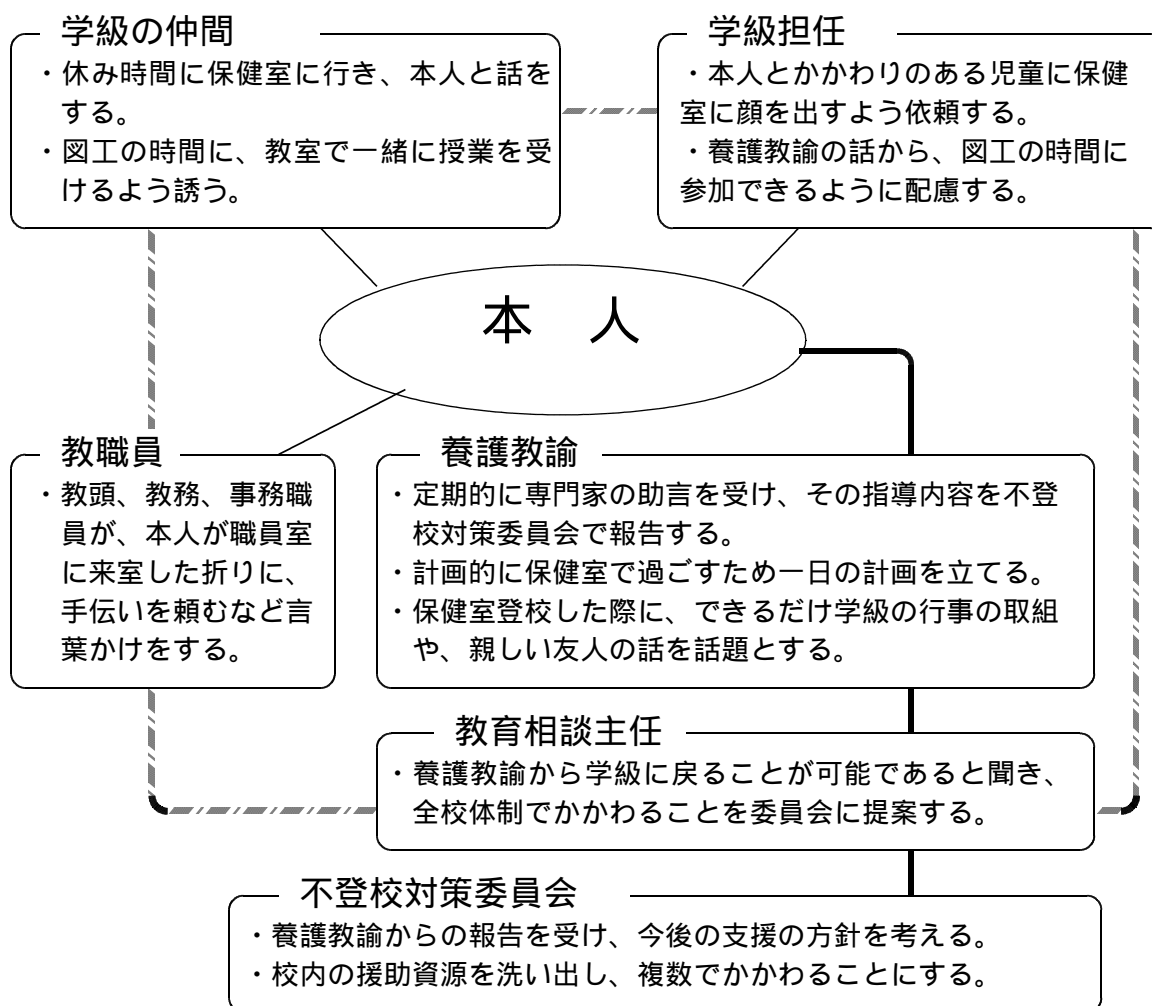 学級の仲間
・休み時間に保健室に行き、本人と話を
する。
・図工の時間に、教室で一緒に授業を受
けるよう誘う。
学級担任
・本人とかかわりのある児童に保健
室に顔を出すよう依頼する。
・養護教諭の話から、図工の時間に
参加できるように配慮する。
本 人
教職員
・教頭、教務、事務職
員が、本人が職員室
に来室した折りに、
手伝いを頼むなど言
葉かけをする。
養護教諭
・定期的に専門家の助言を受け、その指導内容を不登
校対策委員会で報告する。
・計画的に保健室で過ごすため一日の計画を立てる。
・保健室登校した際に、できるだけ学級の行事の取組
や、親しい友人の話を話題とする。
教育相談主任
・養護教諭から学級に戻ることが可能であると聞き、
全校体制でかかわることを委員会に提案する。
不登校対策委員会
・養護教諭からの報告を受け、今後の支援の方針を考える。
・校内の援助資源を洗い出し、複数でかかわることにする。